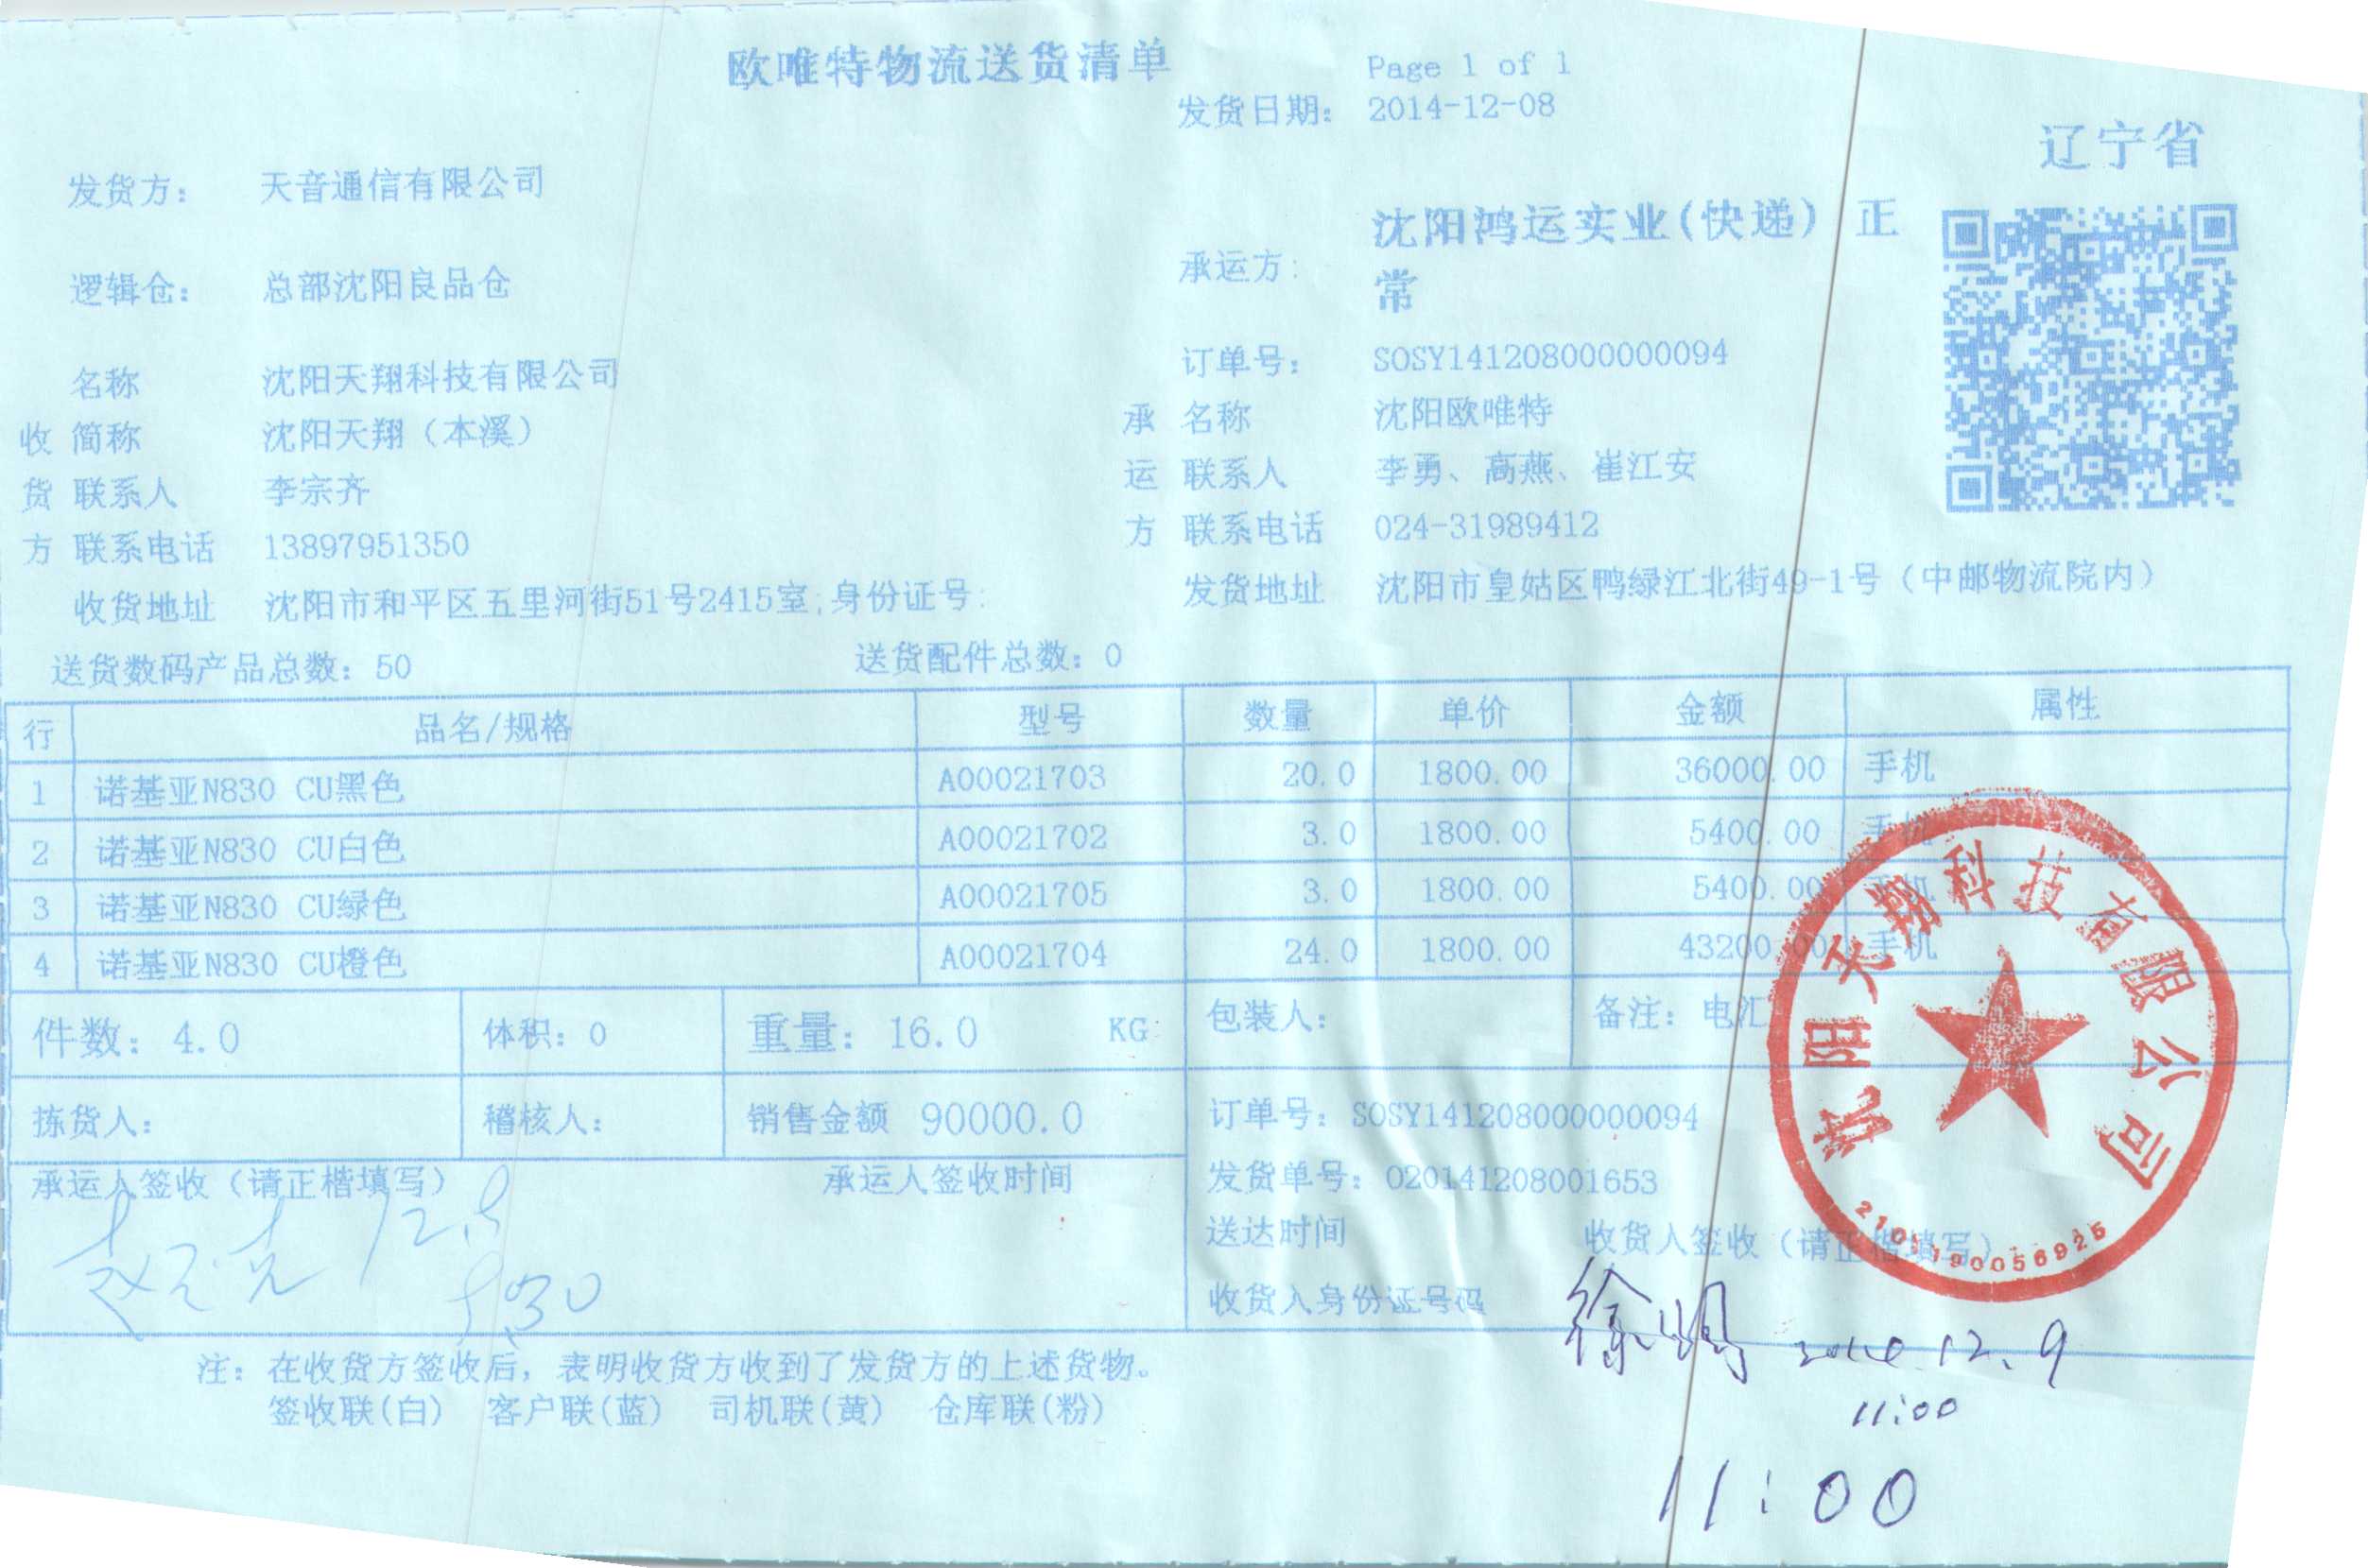 欧唯特物流送货清单
Page 1 of 1
发货日期: 2014-12-08
辽宁省
发货方: 天音通信有限公司
承运方: 沈阳鸿运实业(快递) 正
常
逻辑仓: 总部沈阳良品仓
订单号: SOSY141208000000094
收货方
名称 沈阳天翔科技有限公司
简称 沈阳天翔（本溪）
联系人 李宗齐
联系电话 13897951350
收货地址 沈阳市和平区五里河街51号2415室;身份证号:
承运方
名称 沈阳欧唯特
联系人 李勇、高燕、崔江安
联系电话 024-31989412
发货地址 沈阳市皇姑区鸭绿江北街49-1号（中邮物流院内）
送货数码产品总数: 50 送货配件总数: 0
行 品名/规格 型号 数量 单价 金额 属性
1 诺基亚N830 CU黑色 A00021703 20.0 1800.00 36000.00 手机
2 诺基亚N830 CU白色 A00021702 3.0 1800.00 5400.00 手机
3 诺基亚N830 CU绿色 A00021705 3.0 1800.00 5400.00 手机
4 诺基亚N830 CU橙色 A00021704 24.0 1800.00 43200.00 手机
件数: 4.0 体积: 0 重量: 16.0 KG 包装人: 备注: 电汇
拣货人: 稽核人: 销售金额 90000.0 订单号: SOSY141208000000094
承运人签收（请正楷填写） 承运人签收时间 发货单号: O20141208001653
送达时间 收货人签收（请正楷填写）
收货人身份证号码
沈阳天翔科技有限公司
12.9
9.30
2014.12.9
11:00
11:00
注: 在收货方签收后, 表明收货方收到了发货方的上述货物。
签收联(白) 客户联(蓝) 司机联(黄) 仓库联(粉)